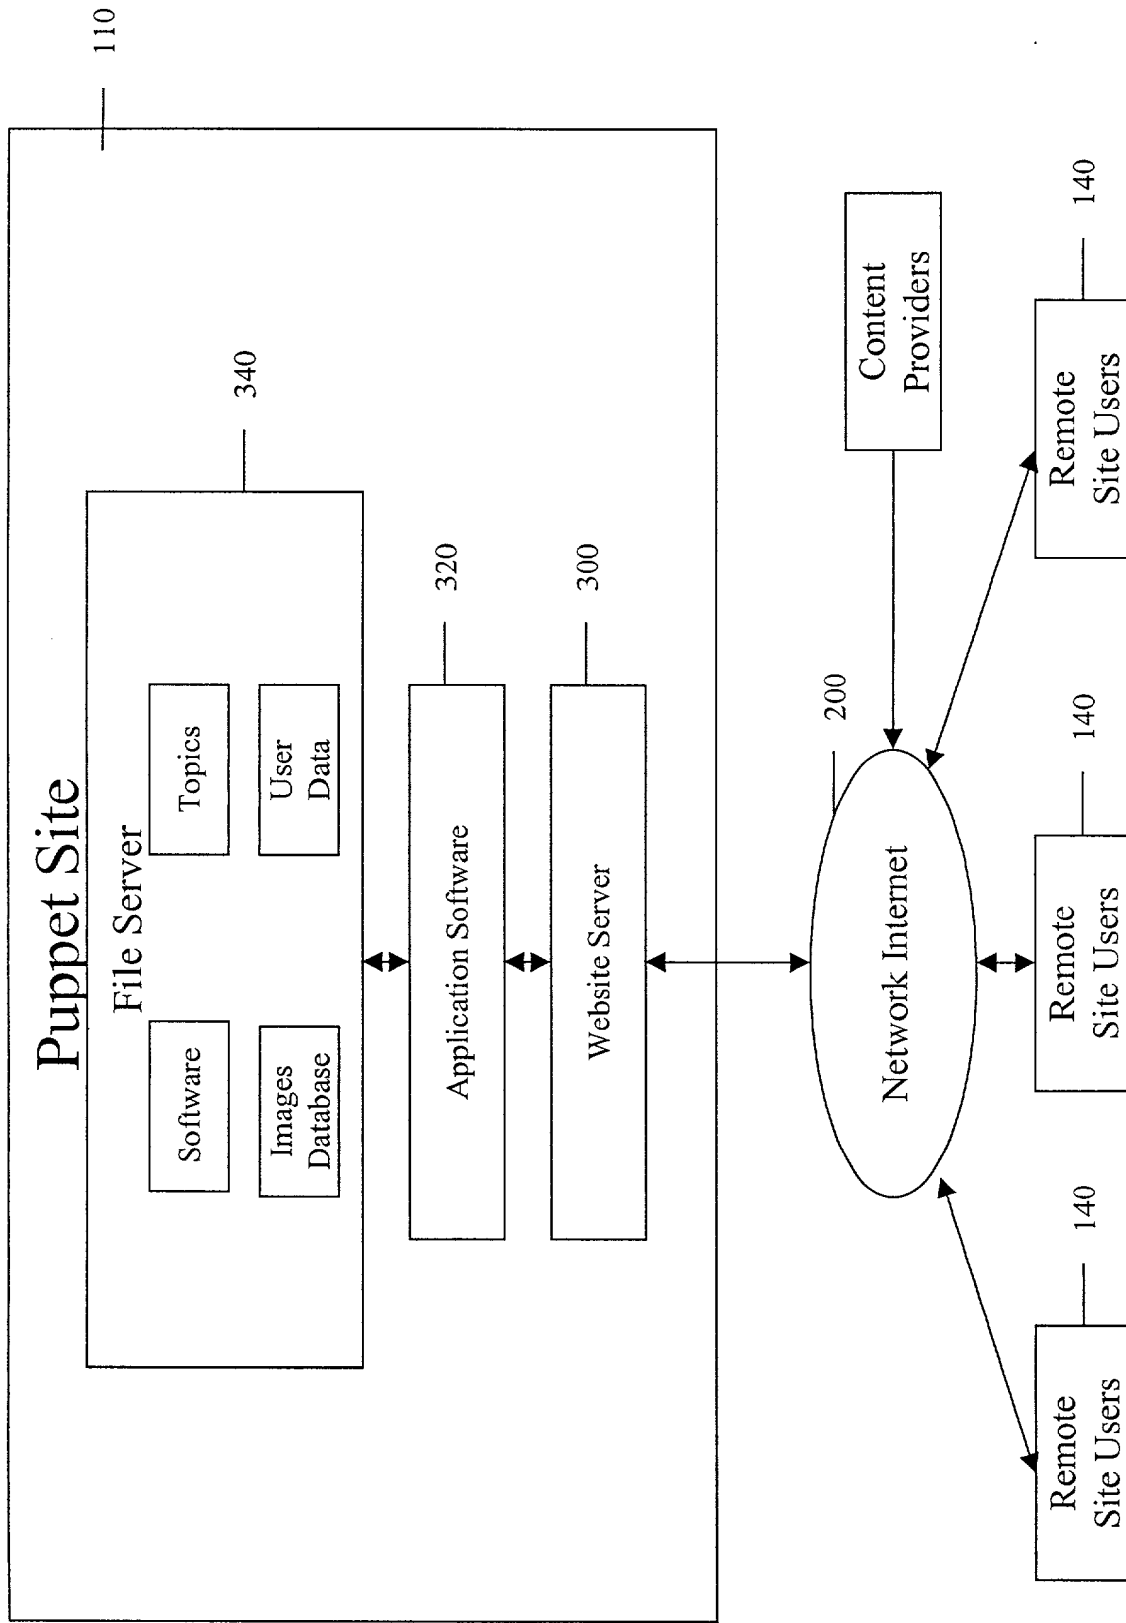 Puppet Site
110
File Server
340
Software
Topics
Images
Database
User
Data
Application Software
320
Website Server
300
200
Network Internet
Content
Providers
Remote
Site Users
140
Remote
Site Users
140
Remote
Site Users
140